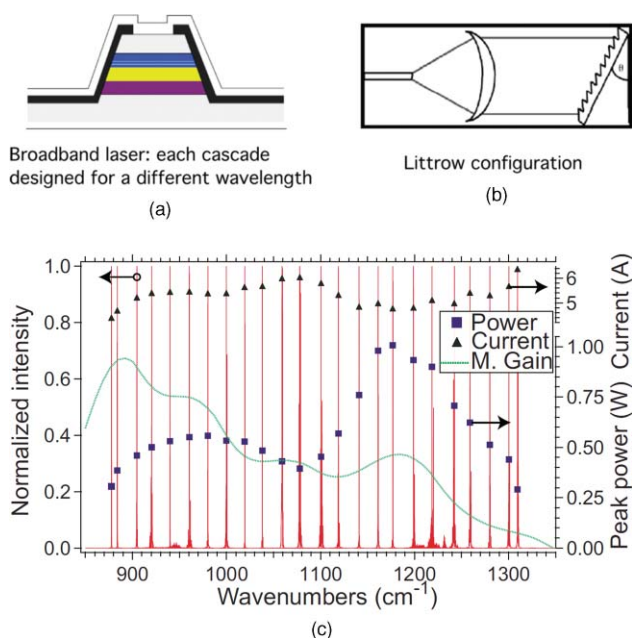 Broadband laser: each cascade
designed for a different wavelength
(a)
θ
Littrow configuration
(b)
1.0
0.8
0.6
0.4
0.2
0.0
Normalized intensity
900
1000
1100
1200
1300
Wavenumbers (cm-1)
Power
Current
M. Gain
6
5
Current (A)
1.00
0.75
0.50
0.25
0.00
Peak power (W)
(c)